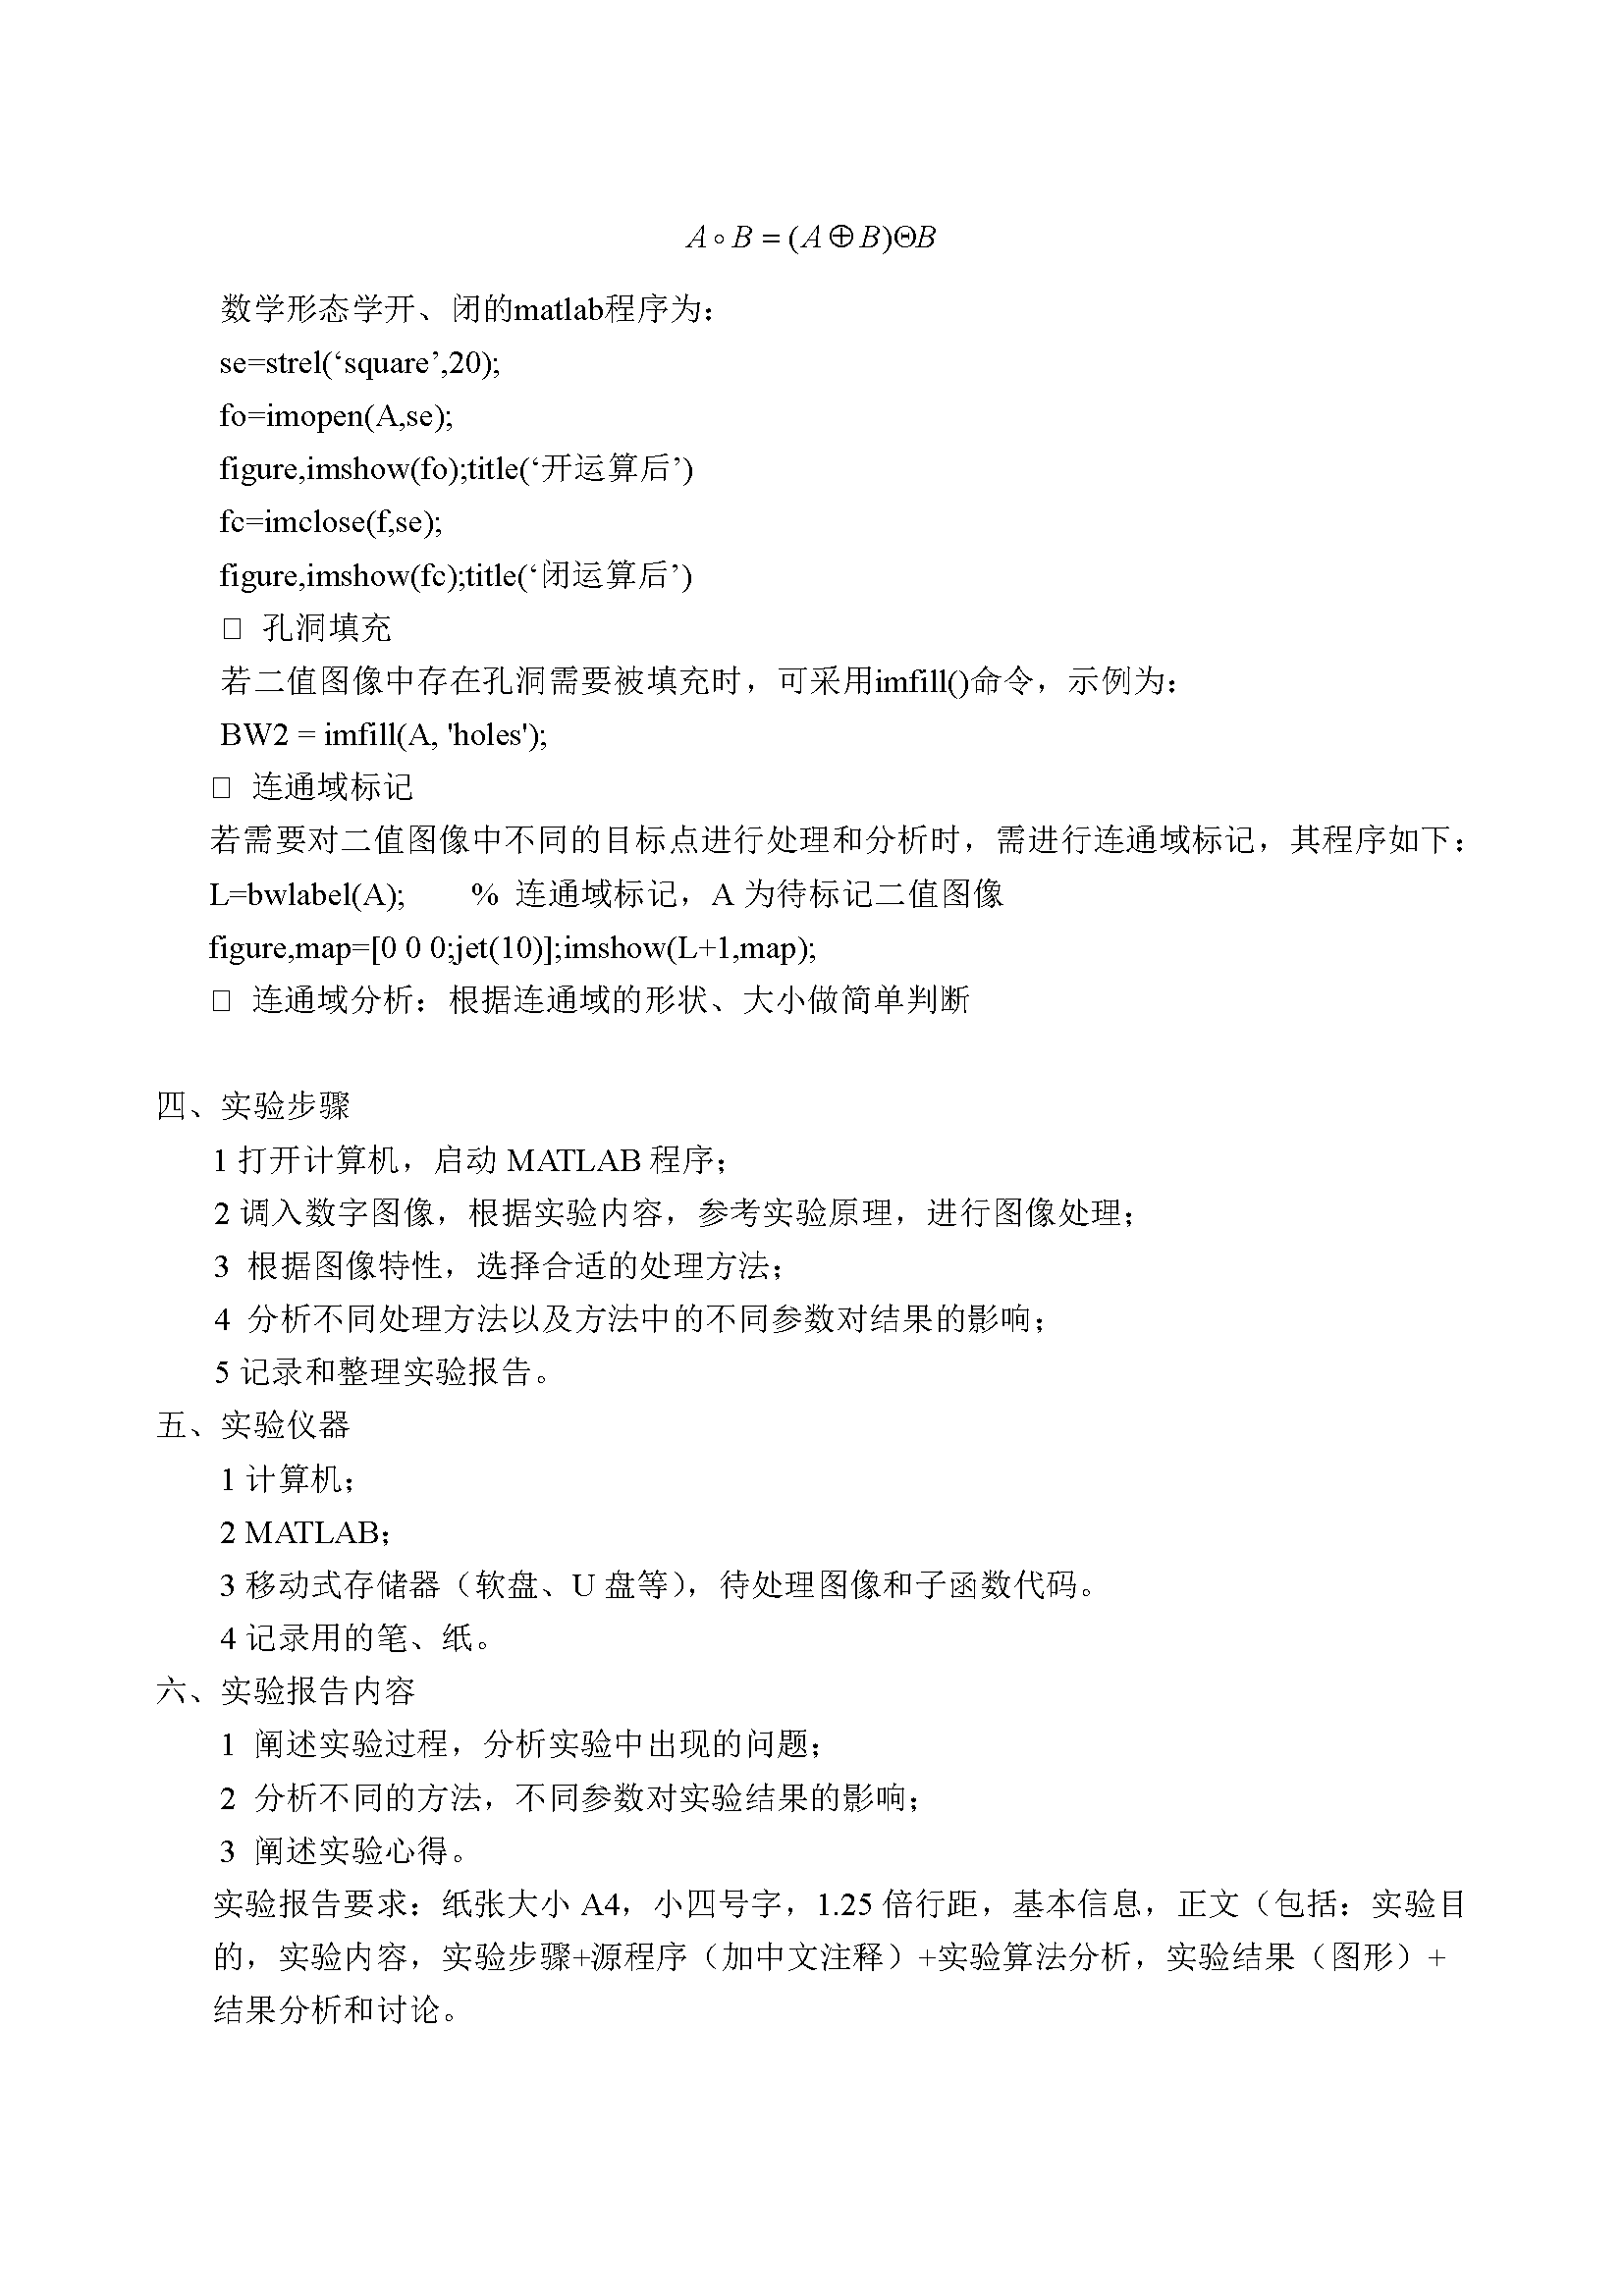 A∘B=(A⊕B)ΘB
数学形态学开、闭的matlab程序为：
se=strel(‘square’,20);
fo=imopen(A,se);
figure,imshow(fo);title(‘开运算后’)
fc=imclose(f,se);
figure,imshow(fc);title(‘闭运算后’)
□ 孔洞填充
若二值图像中存在孔洞需要被填充时，可采用imfill()命令，示例为：
BW2 = imfill(A, 'holes');
□ 连通域标记
若需要对二值图像中不同的目标点进行处理和分析时，需进行连通域标记，其程序如下：
L=bwlabel(A); % 连通域标记，A 为待标记二值图像
figure,map=[0 0 0;jet(10)];imshow(L+1,map);
□ 连通域分析：根据连通域的形状、大小做简单判断
四、实验步骤
1 打开计算机，启动 MATLAB 程序；
2 调入数字图像，根据实验内容，参考实验原理，进行图像处理；
3 根据图像特性，选择合适的处理方法；
4 分析不同处理方法以及方法中的不同参数对结果的影响；
5 记录和整理实验报告。
五、实验仪器
1 计算机；
2 MATLAB；
3 移动式存储器（软盘、U 盘等），待处理图像和子函数代码。
4 记录用的笔、纸。
六、实验报告内容
1 阐述实验过程，分析实验中出现的问题；
2 分析不同的方法，不同参数对实验结果的影响；
3 阐述实验心得。
实验报告要求：纸张大小 A4，小四号字，1.25 倍行距，基本信息，正文（包括：实验目
的，实验内容，实验步骤+源程序（加中文注释）+实验算法分析，实验结果（图形）+
结果分析和讨论。